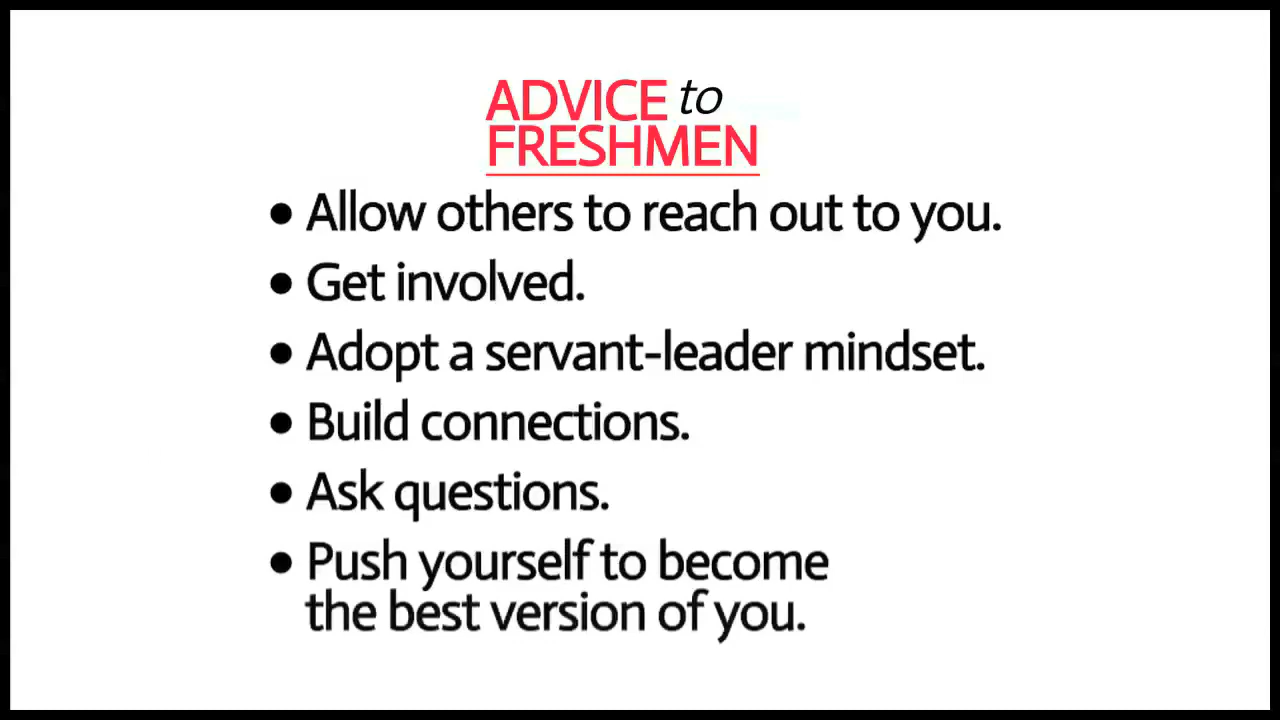 ADVICE to
FRESHMEN
• Allow others to reach out to you.
• Get involved.
• Adopt a servant-leader mindset.
• Build connections.
• Ask questions.
• Push yourself to become
the best version of you.